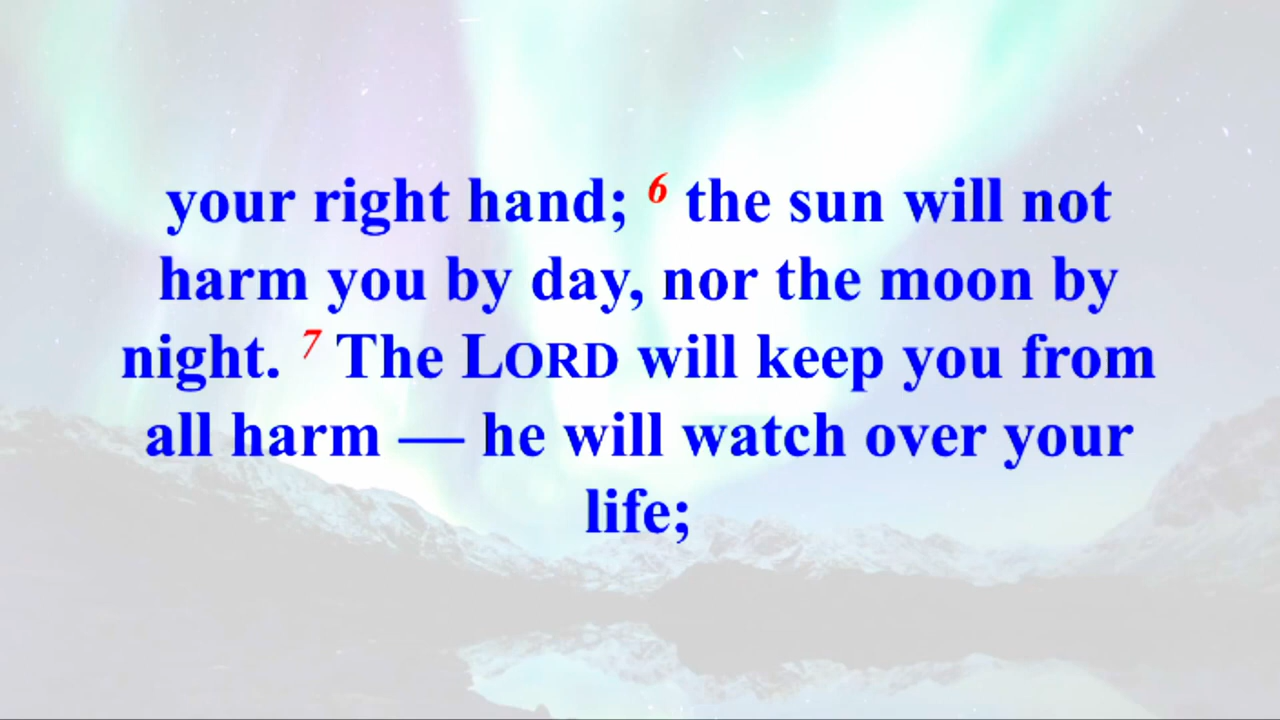 your right hand; 6 the sun will not
harm you by day, nor the moon by
night. 7 The LORD will keep you from
all harm — he will watch over your
life;